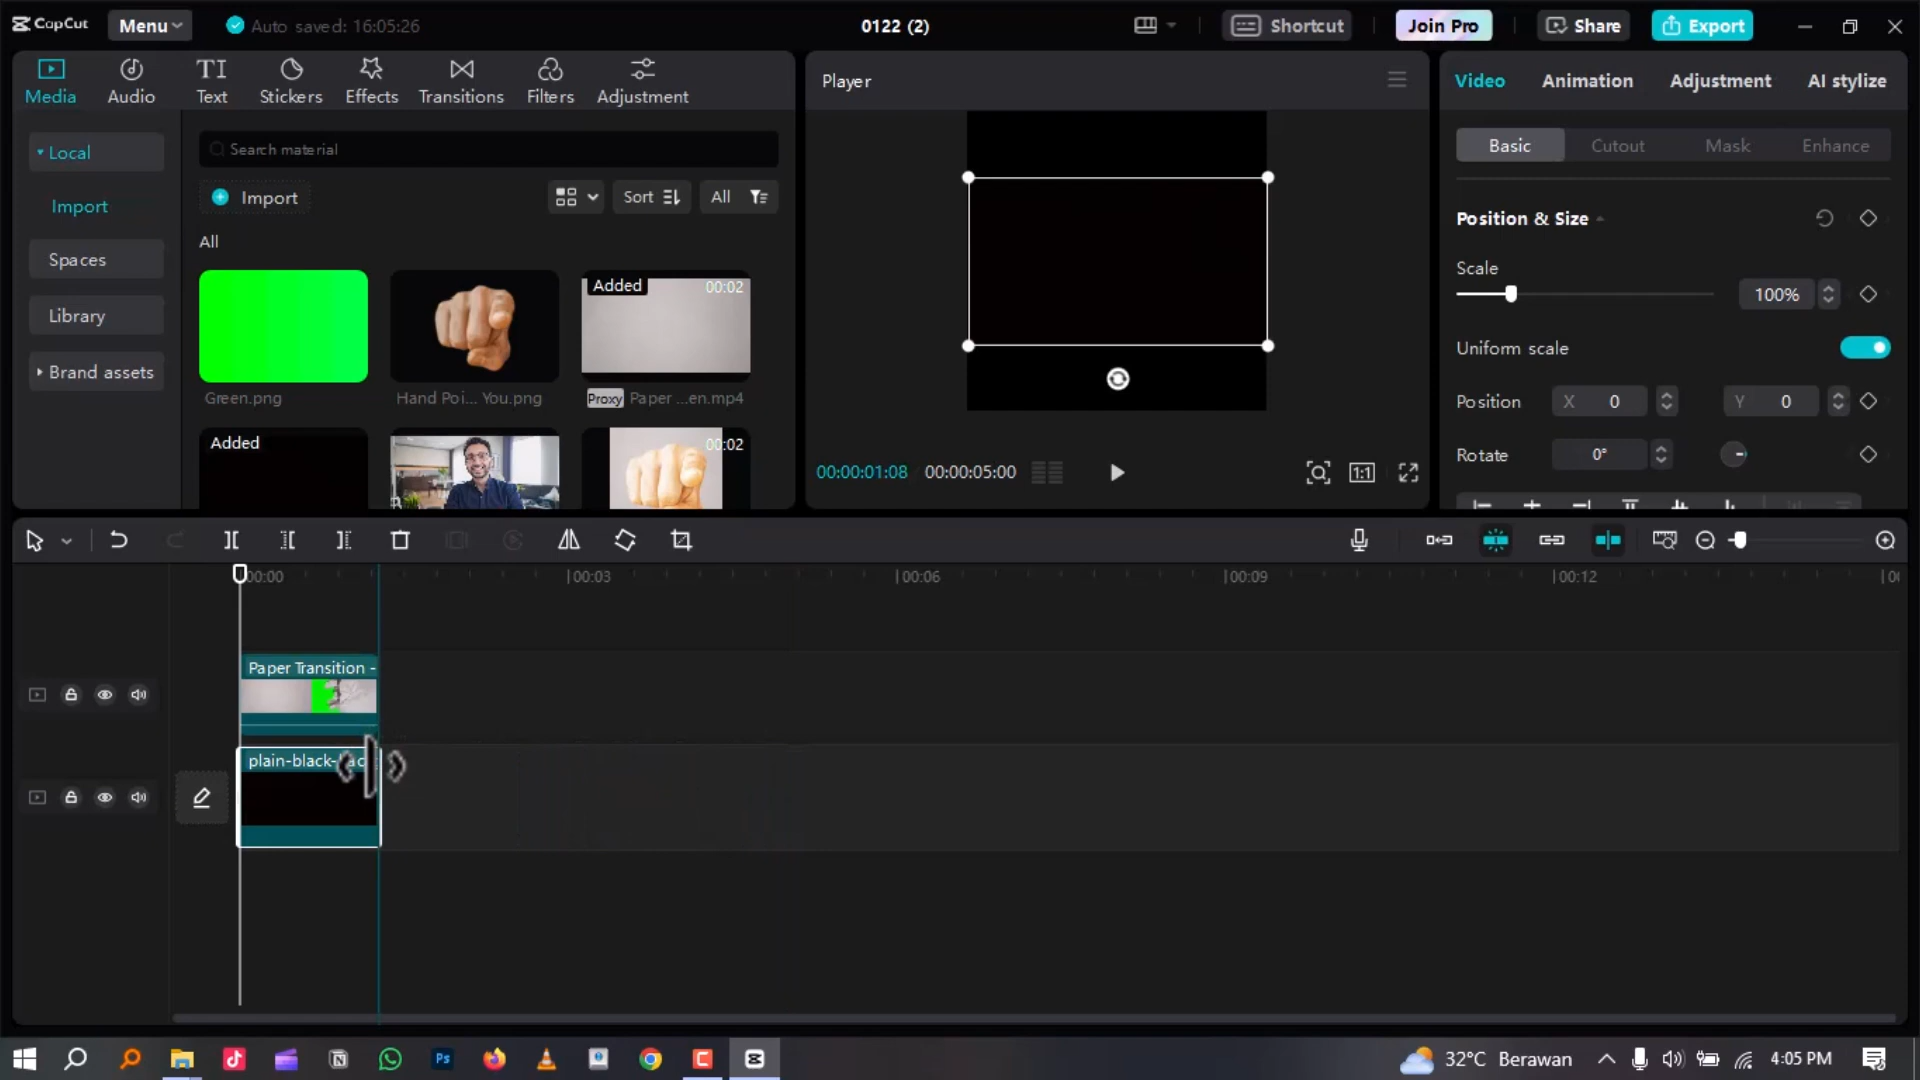 CapCut
Menu
Auto saved: 16:05:26
0122 (2)
Shortcut
Join Pro
Share
Export
Media
Audio
TI
Text
Stickers
Effects
Transitions
Filters
Adjustment
Player
Video
Animation
Adjustment
AI stylize
Local
Import
Spaces
Library
Brand assets
Search material
Import
Sort
All
All
Added
00:02
Green.png
Hand Poi... You.png
Proxy
Paper ...en.mp4
Added
00:02
00:00:01:08
00:00:05:00
1:1
Basic
Cutout
Mask
Enhance
Position & Size
Scale
100%
Uniform scale
Position
X 0
Y 0
Rotate
0°
00:00
00:03
00:06
00:09
00:12
Paper Transition -
Ps
32°C Berawan
4:05 PM